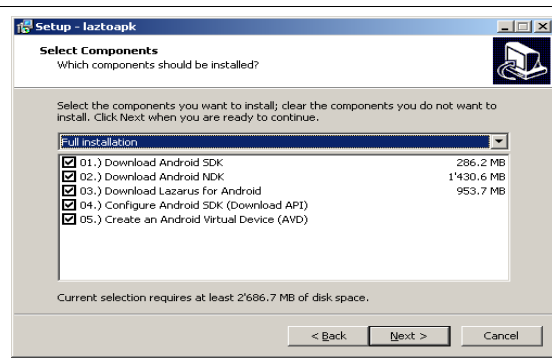 Setup - laztoapk
Select Components
Which components should be installed?
Select the components you want to install; clear the components you do not want to
install. Click Next when you are ready to continue.
Full installation
01.) Download Android SDK 286.2 MB
02.) Download Android NDK 1'430.6 MB
03.) Download Lazarus for Android 953.7 MB
04.) Configure Android SDK (Download API)
05.) Create an Android Virtual Device (AVD)
Current selection requires at least 2'686.7 MB of disk space.
< Back Next > Cancel